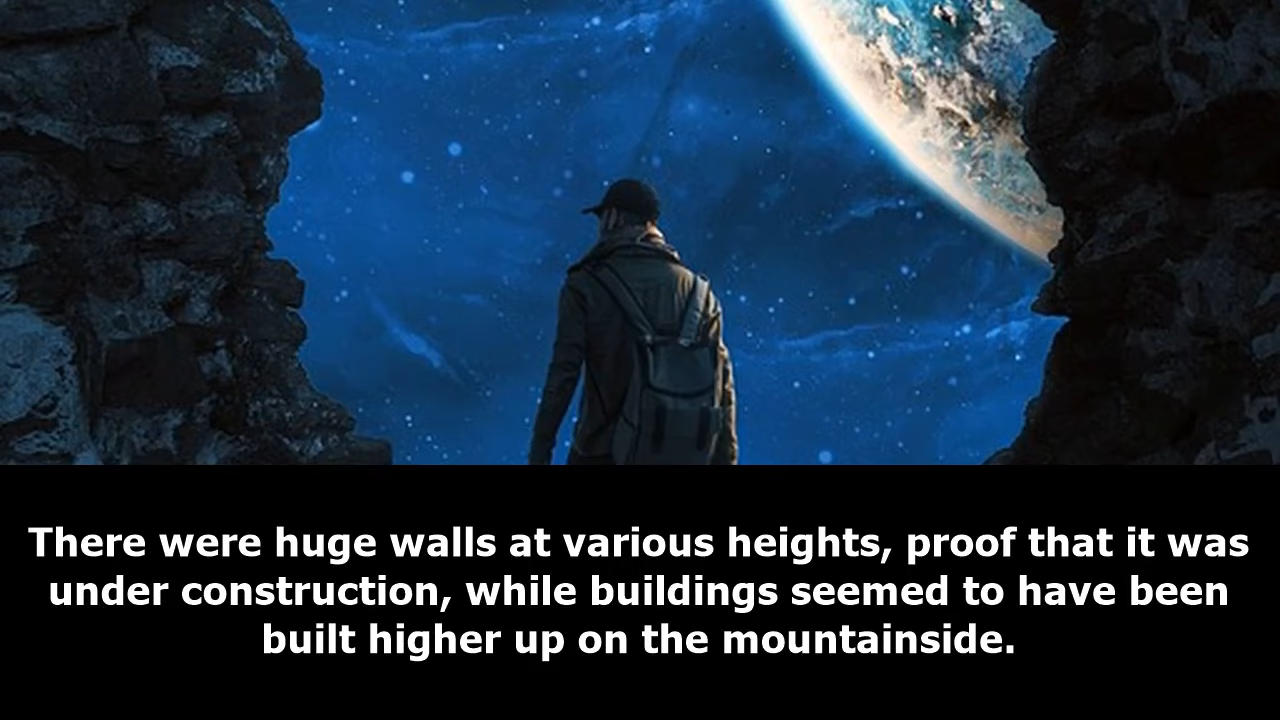 There were huge walls at various heights, proof that it was
under construction, while buildings seemed to have been
built higher up on the mountainside.